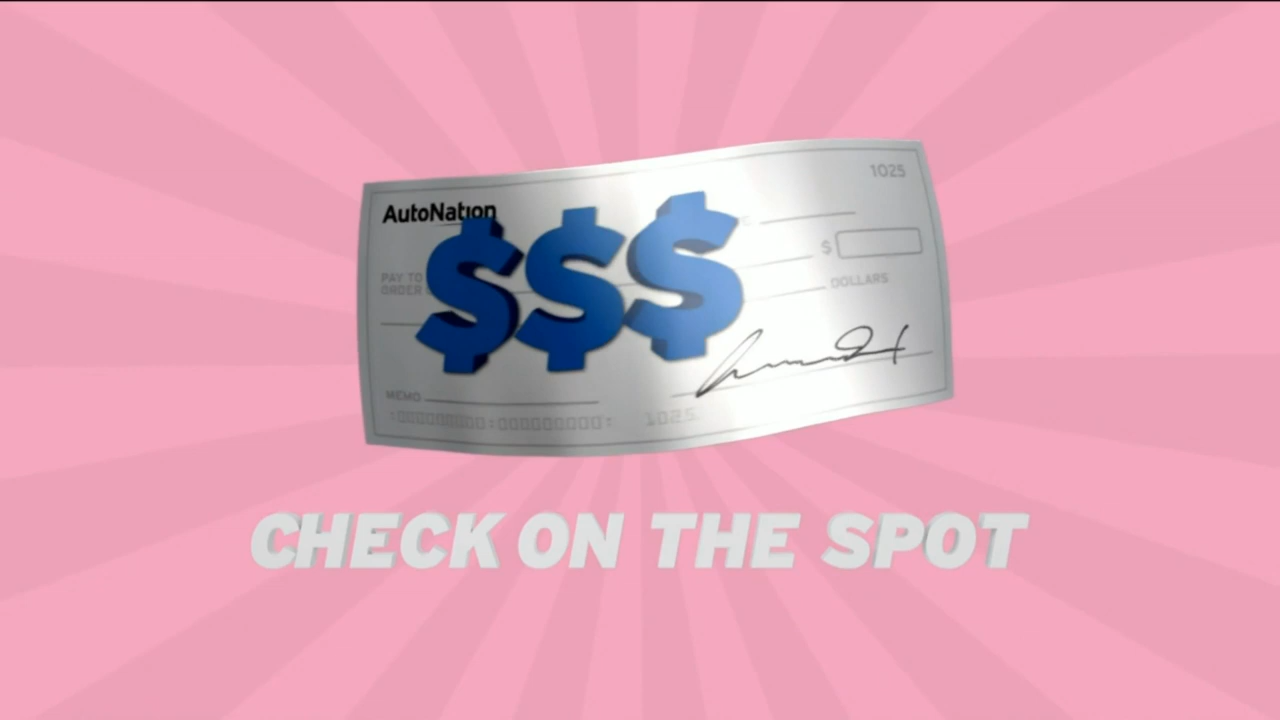 1025
AutoNation
$$$
$
PAY TO
ORDER
DOLLARS
MEMO
1025
CHECK ON THE SPOT